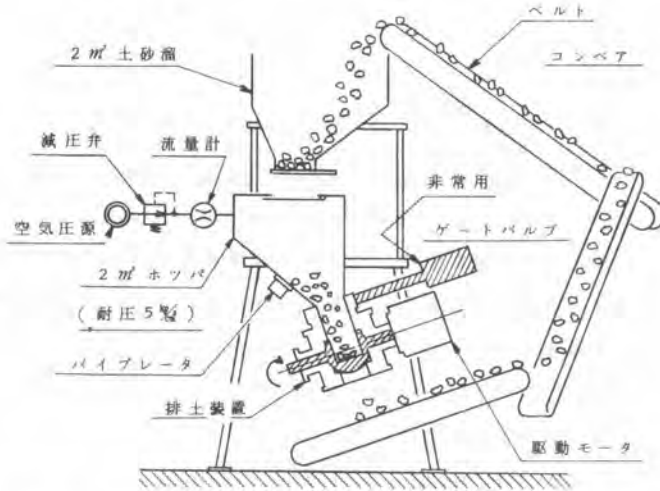 ベルト
コンベア
2㎥土砂溜
減圧弁
流量計
非常用
ゲートバルブ
空気圧源
2㎥ホッパ
(耐圧5㎏/㎠)
バイブレータ
排土装置
駆動モータ